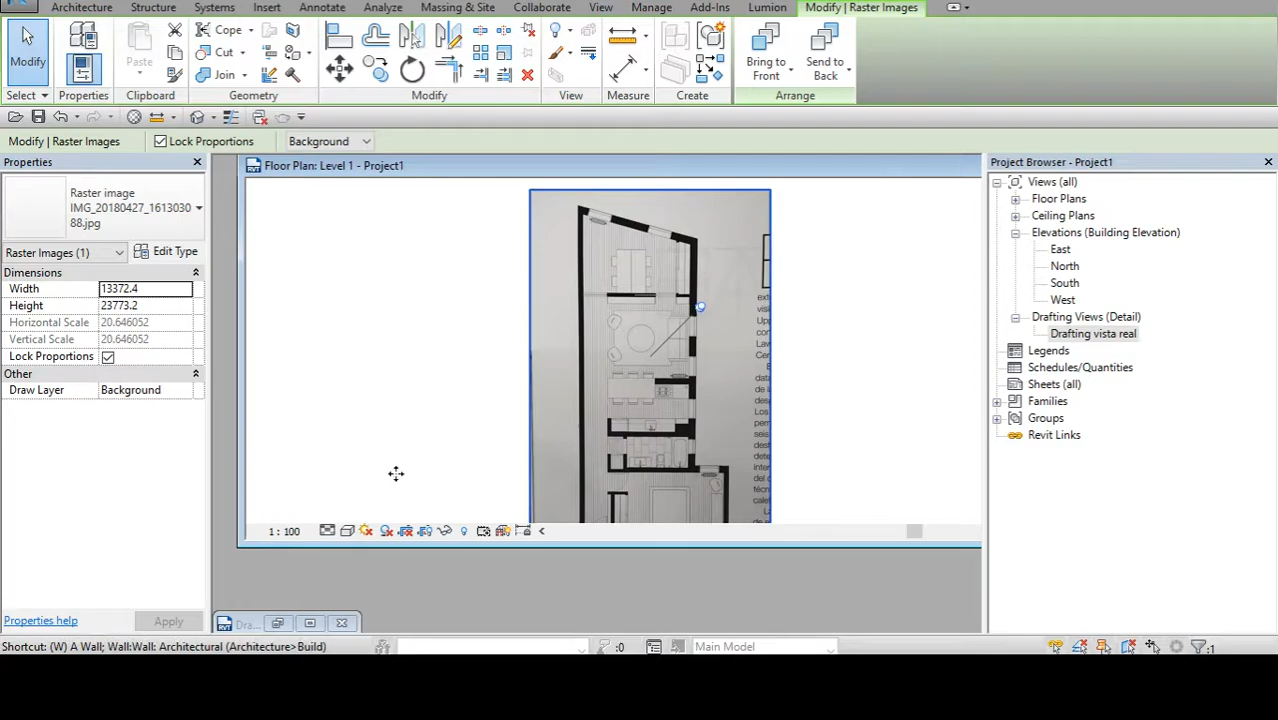 Architecture Structure Systems Insert Annotate Analyze Massing & Site Collaborate View Manage Add-Ins Lumion Modify | Raster Images
Modify Paste Cope Cut Join Bring to Front Send to Back
Select Properties Clipboard Geometry Modify View Measure Create Arrange
Modify | Raster Images Lock Proportions Background
Properties
Raster image
IMG_20180427_1613030
88.jpg
Raster Images (1) Edit Type
Dimensions
Width 13372.4
Height 23773.2
Horizontal Scale 20.646052
Vertical Scale 20.646052
Lock Proportions
Other
Draw Layer Background
Properties help Apply
Floor Plan: Level 1 - Project1
1 : 100
Project Browser - Project1
Views (all)
Floor Plans
Ceiling Plans
Elevations (Building Elevation)
East
North
South
West
Drafting Views (Detail)
Drafting vista real
Legends
Schedules/Quantities
Sheets (all)
Families
Groups
Revit Links
Shortcut: (W) A Wall; Wall:Wall: Architectural (Architecture>Build) :0 Main Model :1